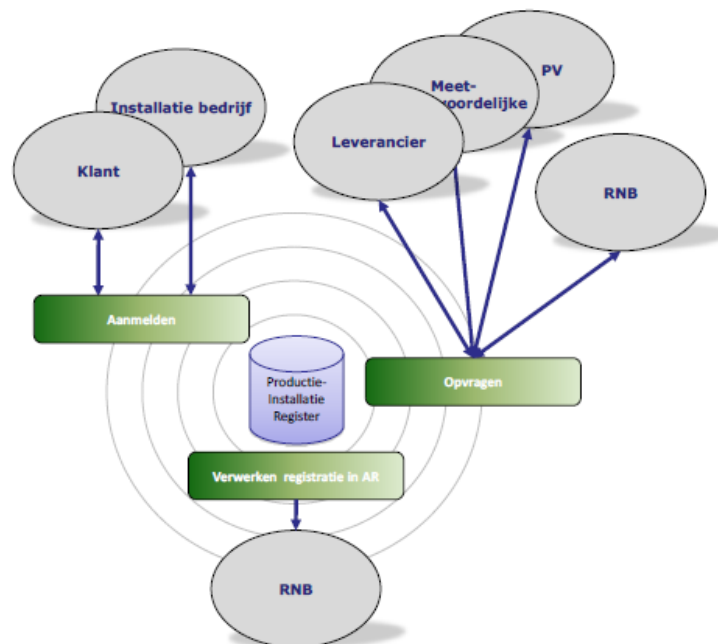 PV
Meet-
voordelijke
Installatie bedrijf
Leverancier
Klant
RNB
Aanmelden
Productie-
Installatie
Register
Opvragen
Verwerken registratie in AR
RNB